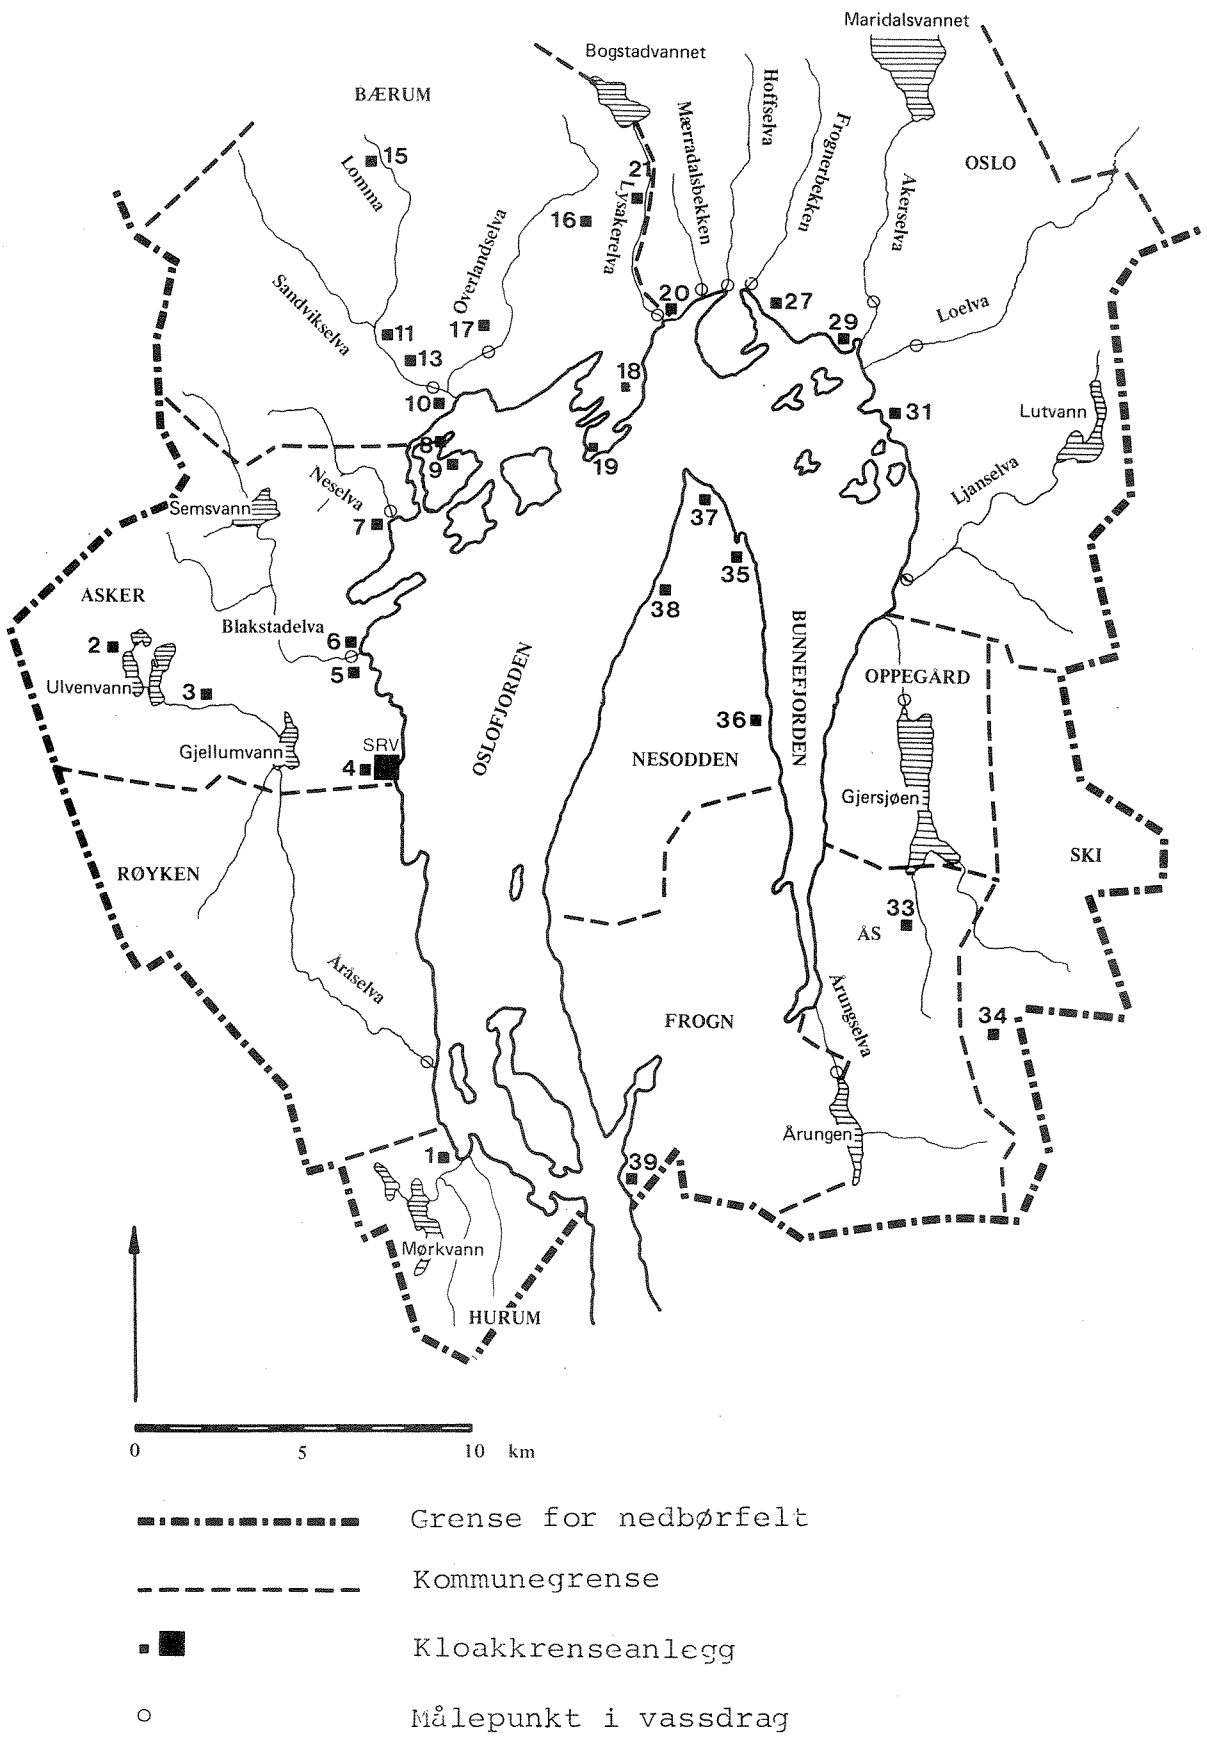 Maridalsvannet
Bogstadvannet
BÆRUM
Hoffselva
Mærradalsbekken
Frognerbekken
OSLO
15
Lomma
21
Lysakerelva
16
Akerselva
Overlandselva
Sandvikselva
20
27
Loelva
11
17
29
13
18
10
31
Lutvann
8
9
19
Neselva
Ljanselva
Semsvann
7
37
35
ASKER
38
Blakstadelva
BUNNEFJORDEN
2
6
5
OSLOFJORDEN
OPPEGÅRD
Ulvenvann
3
36
Gjellumvann
SRV
4
NESODDEN
Gjersjøen
RØYKEN
SKI
33
ÅS
Åråselva
Årungselva
FROGN
34
Årungen
1
39
Mørkvann
HURUM
0 5 10 km
Grense for nedbørfelt
Kommunegrense
Kloakkrenseanlegg
Målepunkt i vassdrag